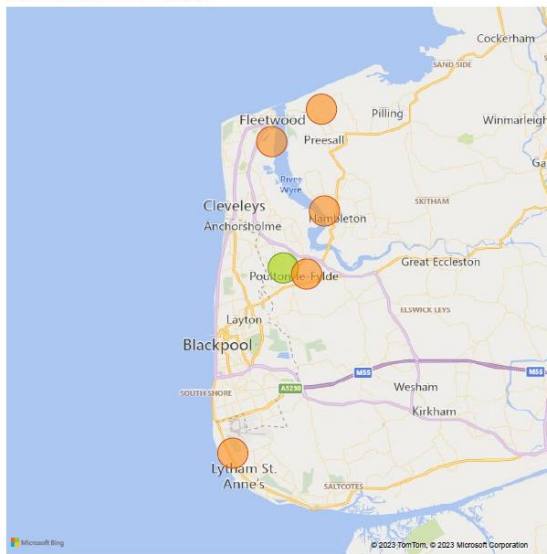 Cockerham
SAND SIDE
Fleetwood
Pilling
Winmarleigh
Preesall
River
Wyre
SKITHAM
Cleveleys
Hambleton
Anchorsholme
Great Eccleston
Poulton-le-Fylde
ELSWICK LEYS
Layton
Blackpool
M55
M55
SOUTH SHORE
A5230
Wesham
Kirkham
Lytham St.
Anne's
SALTCOTES
Microsoft Bing
© 2023 TomTom, © 2023 Microsoft Corporation